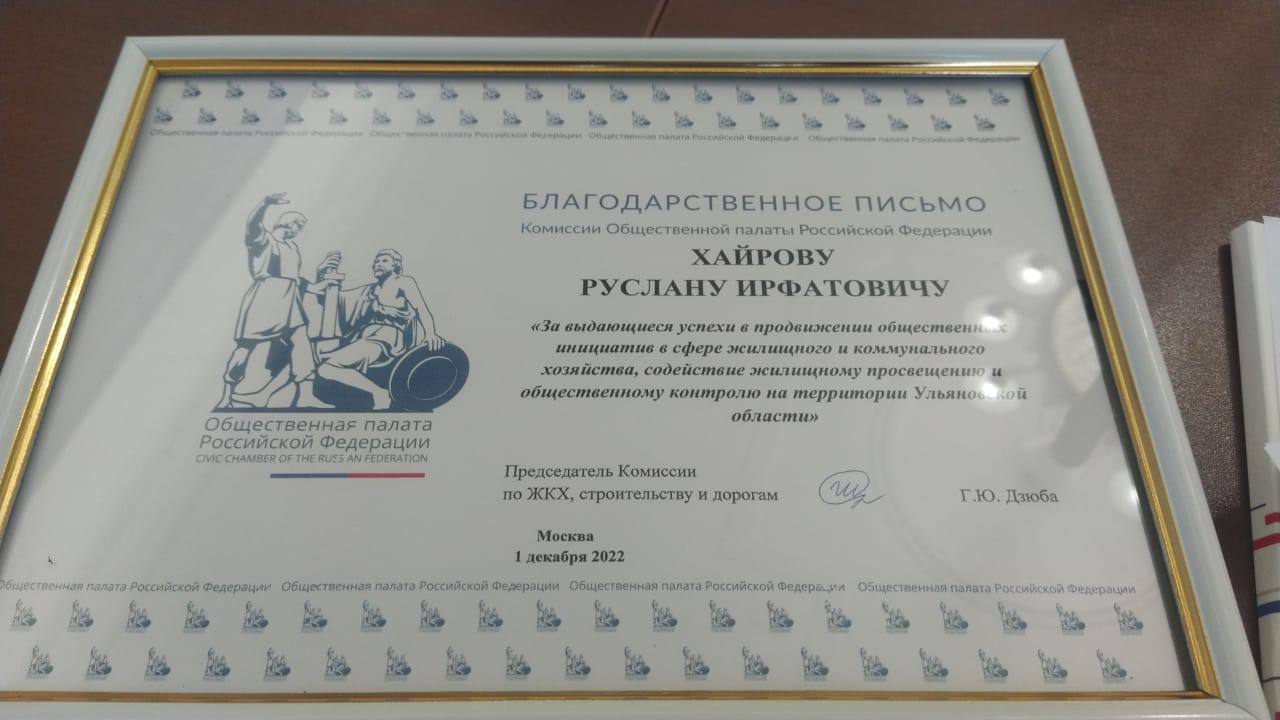 Общественная палата Российской Федерации Общественная палата Российской Федерации Общественная палата Российской Федерации Общественная палата Российской Федерации
БЛАГОДАРСТВЕННОЕ ПИСЬМО
Комиссии Общественной палаты Российской Федерации
ХАЙРОВУ
РУСЛАНУ ИРФАТОВИЧУ
«За выдающиеся успехи в продвижении общественных
инициатив в сфере жилищного и коммунального
хозяйства, содействие жилищному просвещению и
общественному контролю на территории Ульяновской
области»
Общественная палата
Российской Федерации
CIVIC CHAMBER OF THE RUSSIAN FEDERATION
Председатель Комиссии
по ЖКХ, строительству и дорогам Г.Ю. Дзюба
Москва
1 декабря 2022
Общественная палата Российской Федерации Общественная палата Российской Федерации Общественная палата Российской Федерации Общественная палата Российской Федерации